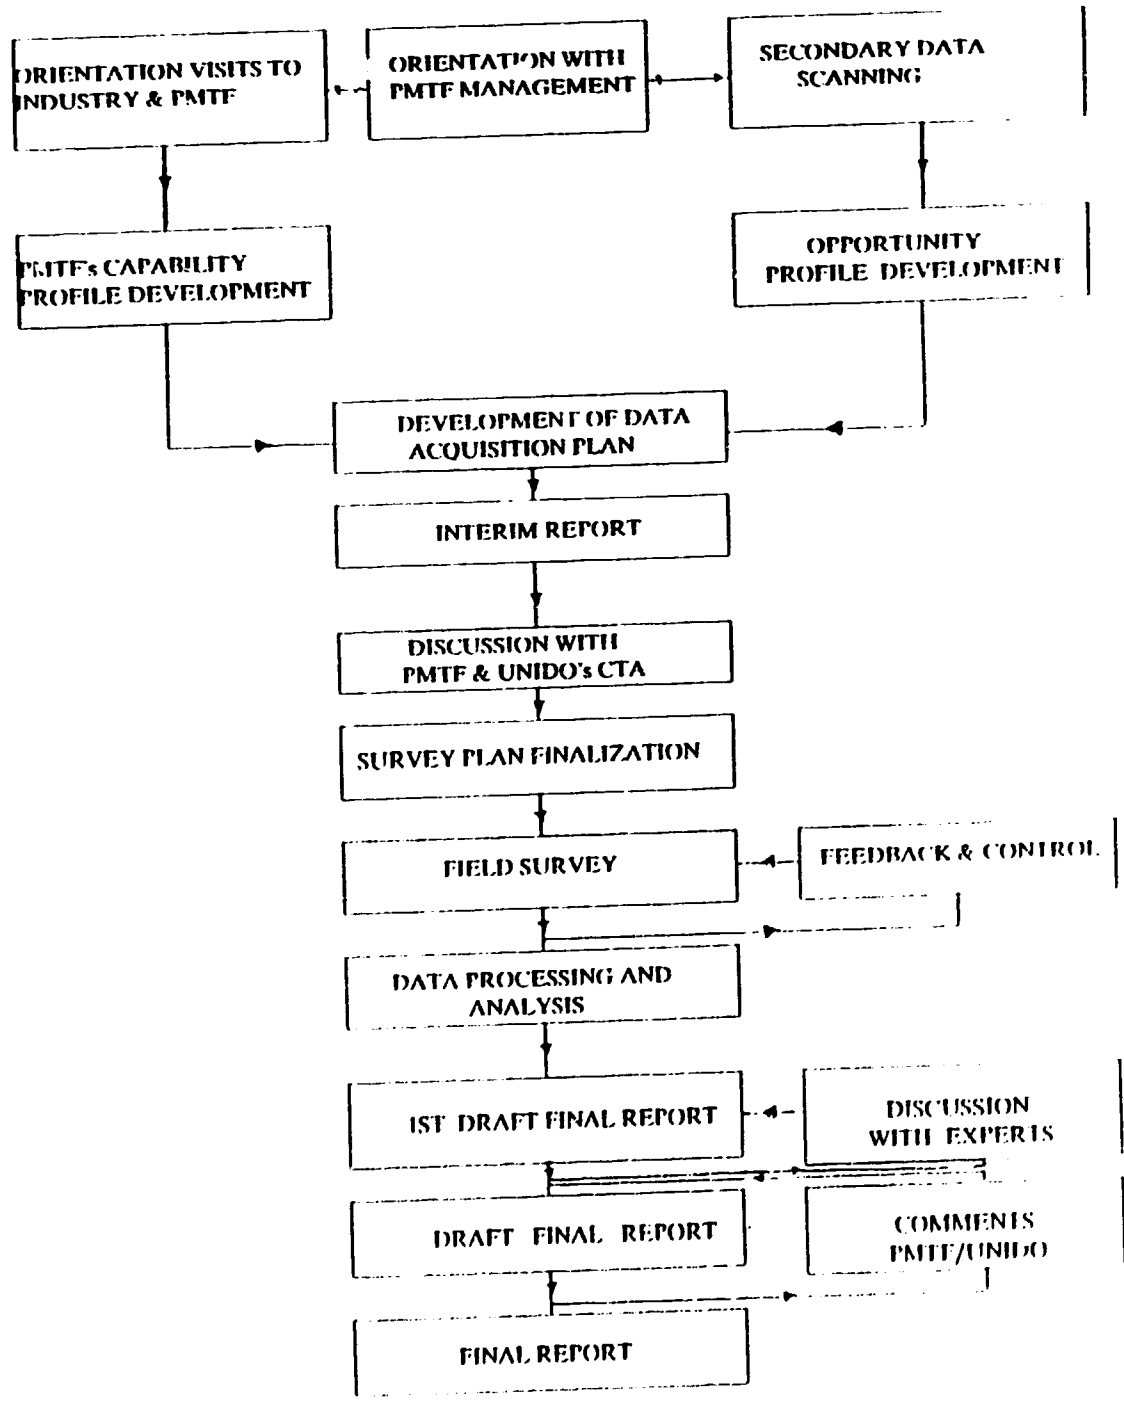 ORIENTATION VISITS TO
INDUSTRY & PMTF
ORIENTATION WITH
PMTF MANAGEMENT
SECONDARY DATA
SCANNING
PMTF's CAPABILITY
PROFILE DEVELOPMENT
OPPORTUNITY
PROFILE DEVELOPMENT
DEVELOPMENT OF DATA
ACQUISITION PLAN
INTERIM REPORT
DISCUSSION WITH
PMTF & UNIDO's CTA
SURVEY PLAN FINALIZATION
FIELD SURVEY
FEEDBACK & CONTROL
DATA PROCESSING AND
ANALYSIS
1ST DRAFT FINAL REPORT
DISCUSSION
WITH EXPERTS
DRAFT FINAL REPORT
COMMENTS
PMTF/UNIDO
FINAL REPORT